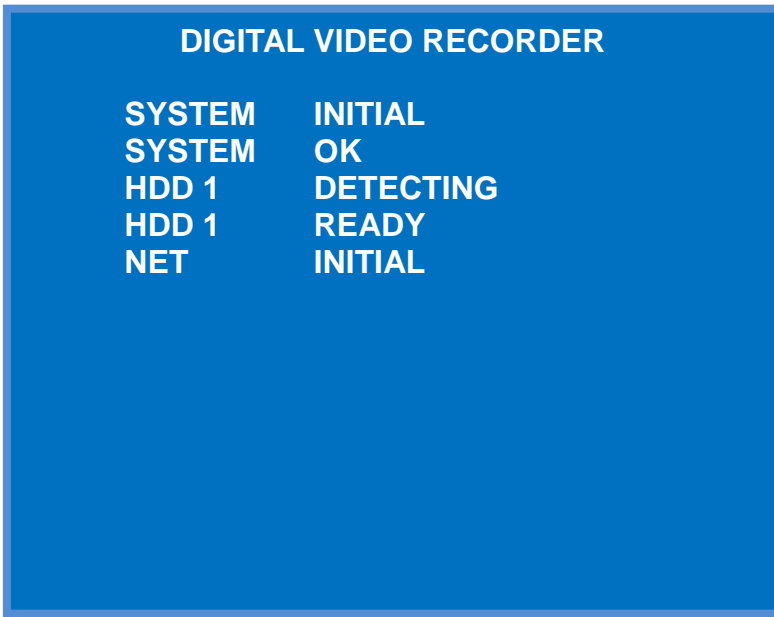 DIGITAL VIDEO RECORDER
SYSTEM INITIAL
SYSTEM OK
HDD 1 DETECTING
HDD 1 READY
NET INITIAL